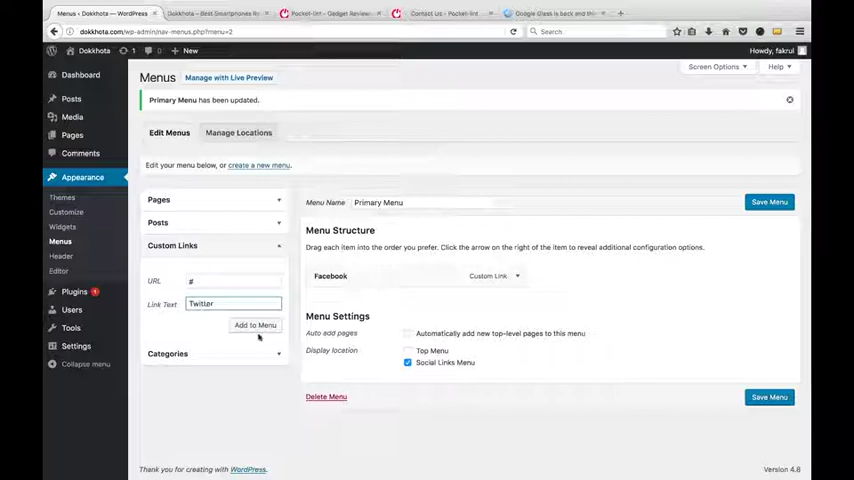 Menus ‹ Dokkhota — WordPress
Dokkhota – Best Smartphones R
Pocket-lint - Gadget Review
Contact Us - Pocket-lint
Google Glass is back and th
dokkhota.com/wp-admin/nav-menus.php?menu=2
Search
Dokkhota
1
New
Howdy, fakrul
Dashboard
Posts
Media
Pages
Comments
Appearance
Themes
Customize
Widgets
Menus
Header
Editor
Plugins 1
Users
Tools
Settings
Collapse menu
Menus
Manage with Live Preview
Screen Options
Help
Primary Menu has been updated.
Edit Menus
Manage Locations
Edit your menu below, or create a new menu.
Pages
Posts
Custom Links
URL
#
Link Text
Twitter
Add to Menu
Categories
Menu Name
Primary Menu
Save Menu
Menu Structure
Drag each item into the order you prefer. Click the arrow on the right of the item to reveal additional configuration options.
Facebook
Custom Link
Menu Settings
Auto add pages
Automatically add new top-level pages to this menu
Display location
Top Menu
Social Links Menu
Delete Menu
Save Menu
Thank you for creating with WordPress.
Version 4.8